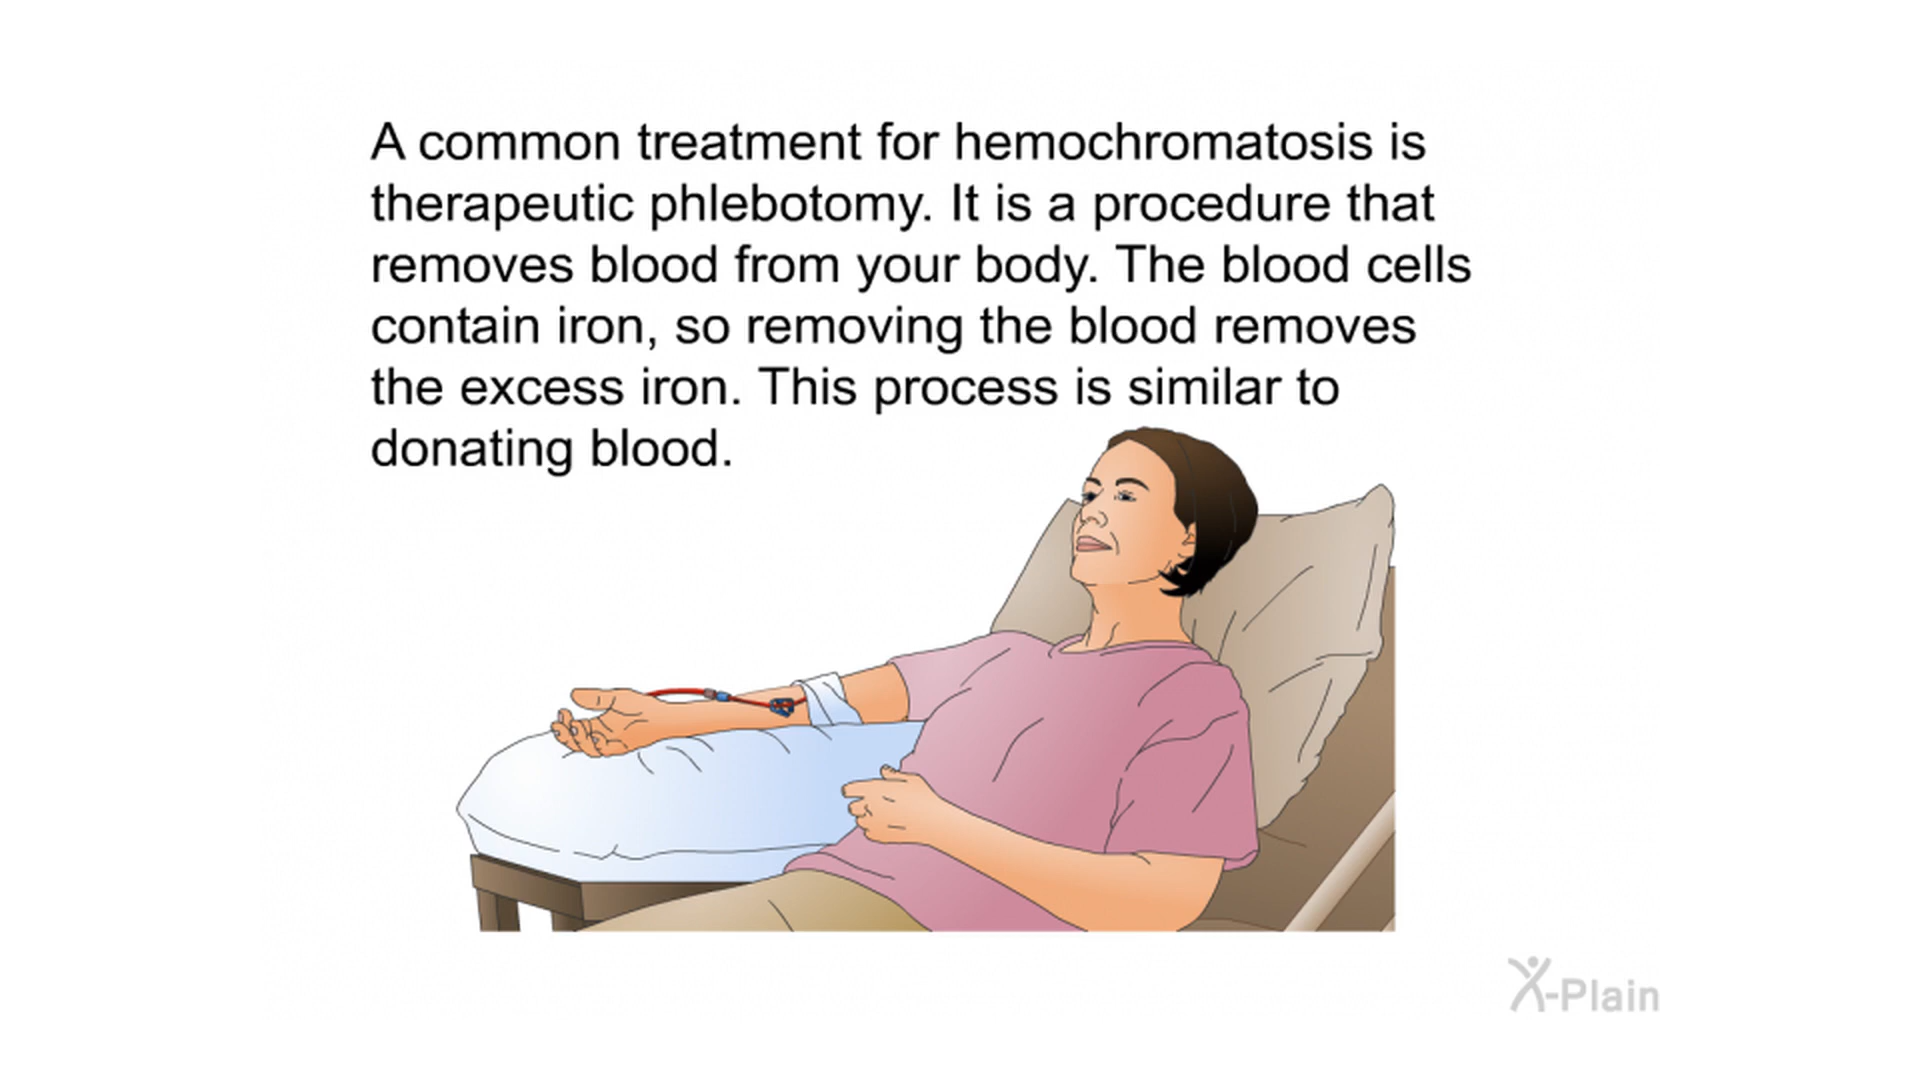 A common treatment for hemochromatosis is
therapeutic phlebotomy. It is a procedure that
removes blood from your body. The blood cells
contain iron, so removing the blood removes
the excess iron. This process is similar to
donating blood.
X-Plain